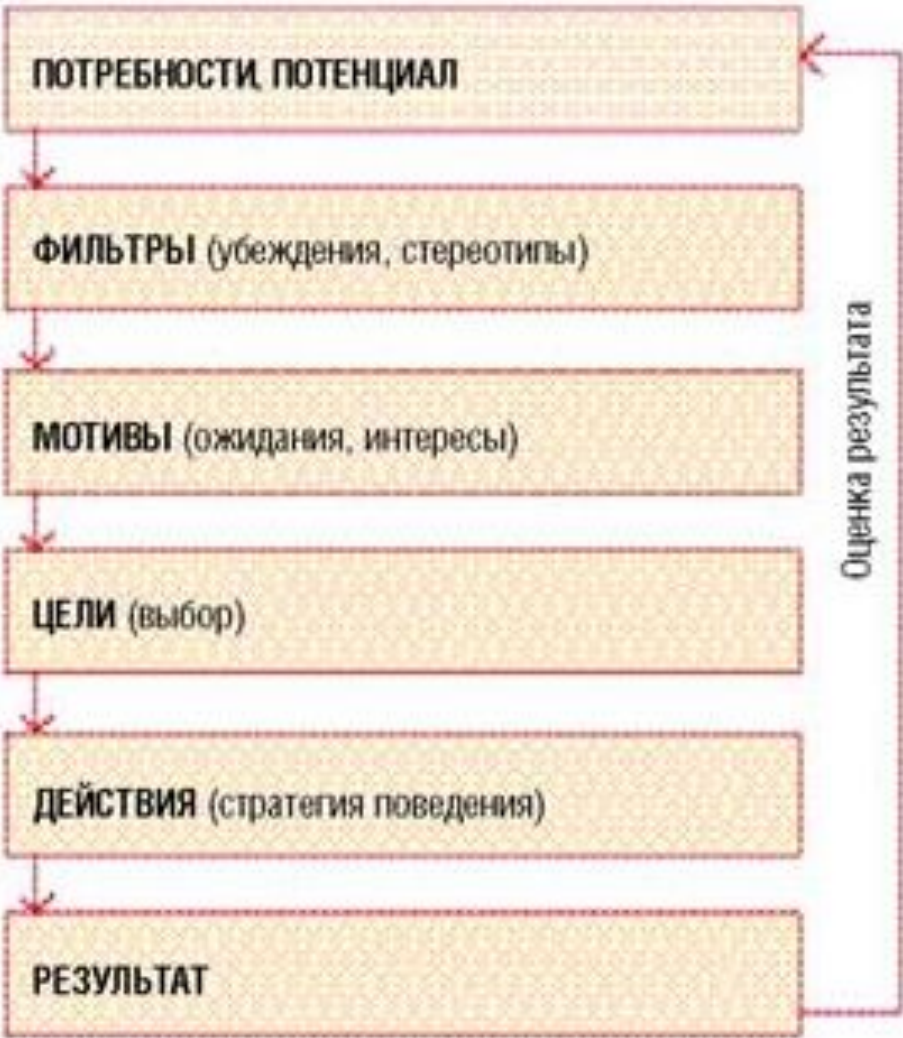 ПОТРЕБНОСТИ, ПОТЕНЦИАЛ
ФИЛЬТРЫ (убеждения, стереотипы)
МОТИВЫ (ожидания, интересы)
ЦЕЛИ (выбор)
ДЕЙСТВИЯ (стратегия поведения)
РЕЗУЛЬТАТ
Оценка результата